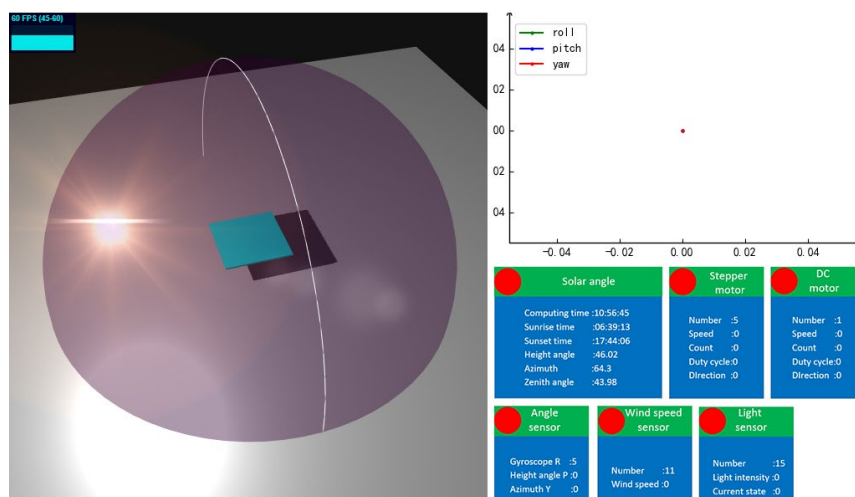 60 FPS (45-60)
roll
pitch
yaw
04
02
00
02
04
-0.04
-0.02
0.00
0.02
0.04
Solar angle
Computing time :10:56:45
Sunrise time :06:39:13
Sunset time :17:44:06
Height angle :46.02
Azimuth :64.3
Zenith angle :43.98
Stepper
motor
Number :5
Speed :0
Count :0
Duty cycle:0
DIrection :0
DC
motor
Number :1
Speed :0
Count :0
Duty cycle:0
DIrection :0
Angle
sensor
Gyroscope R :5
Height angle P :0
Azimuth Y :0
Wind speed
sensor
Number :11
Wind speed :0
Light
sensor
Number :15
Light intensity :0
Current state :0